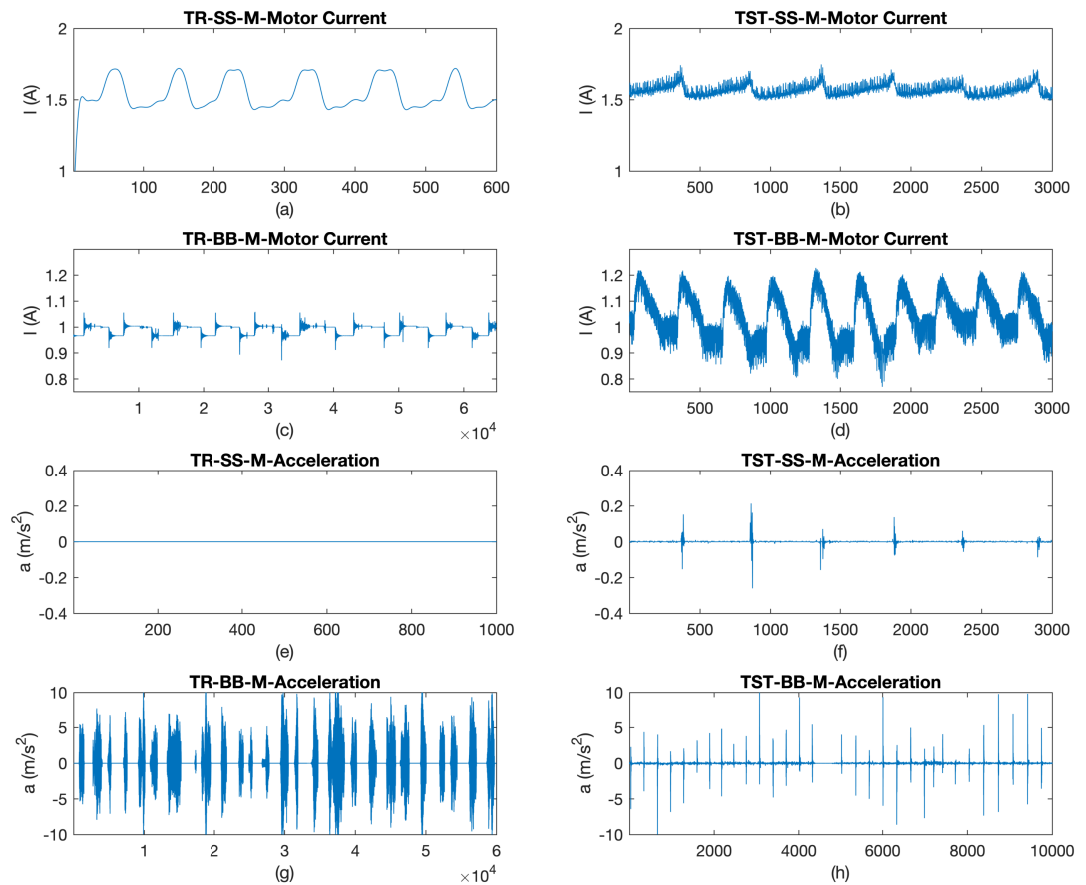 TR-SS-M-Motor Current
2
1.5
1
I (A)
100 200 300 400 500 600
(a)
TST-SS-M-Motor Current
2
1.5
1
I (A)
500 1000 1500 2000 2500 3000
(b)
TR-BB-M-Motor Current
1.2
1.1
1
0.9
0.8
I (A)
1 2 3 4 5 6
×10⁴
(c)
TST-BB-M-Motor Current
1.2
1.1
1
0.9
0.8
I (A)
500 1000 1500 2000 2500 3000
(d)
TR-SS-M-Acceleration
0.4
0.2
0
-0.2
-0.4
a (m/s²)
200 400 600 800 1000
(e)
TST-SS-M-Acceleration
0.4
0.2
0
-0.2
-0.4
a (m/s²)
500 1000 1500 2000 2500 3000
(f)
TR-BB-M-Acceleration
10
5
0
-5
-10
a (m/s²)
1 2 3 4 5 6
×10⁴
(g)
TST-BB-M-Acceleration
10
5
0
-5
-10
a (m/s²)
2000 4000 6000 8000 10000
(h)